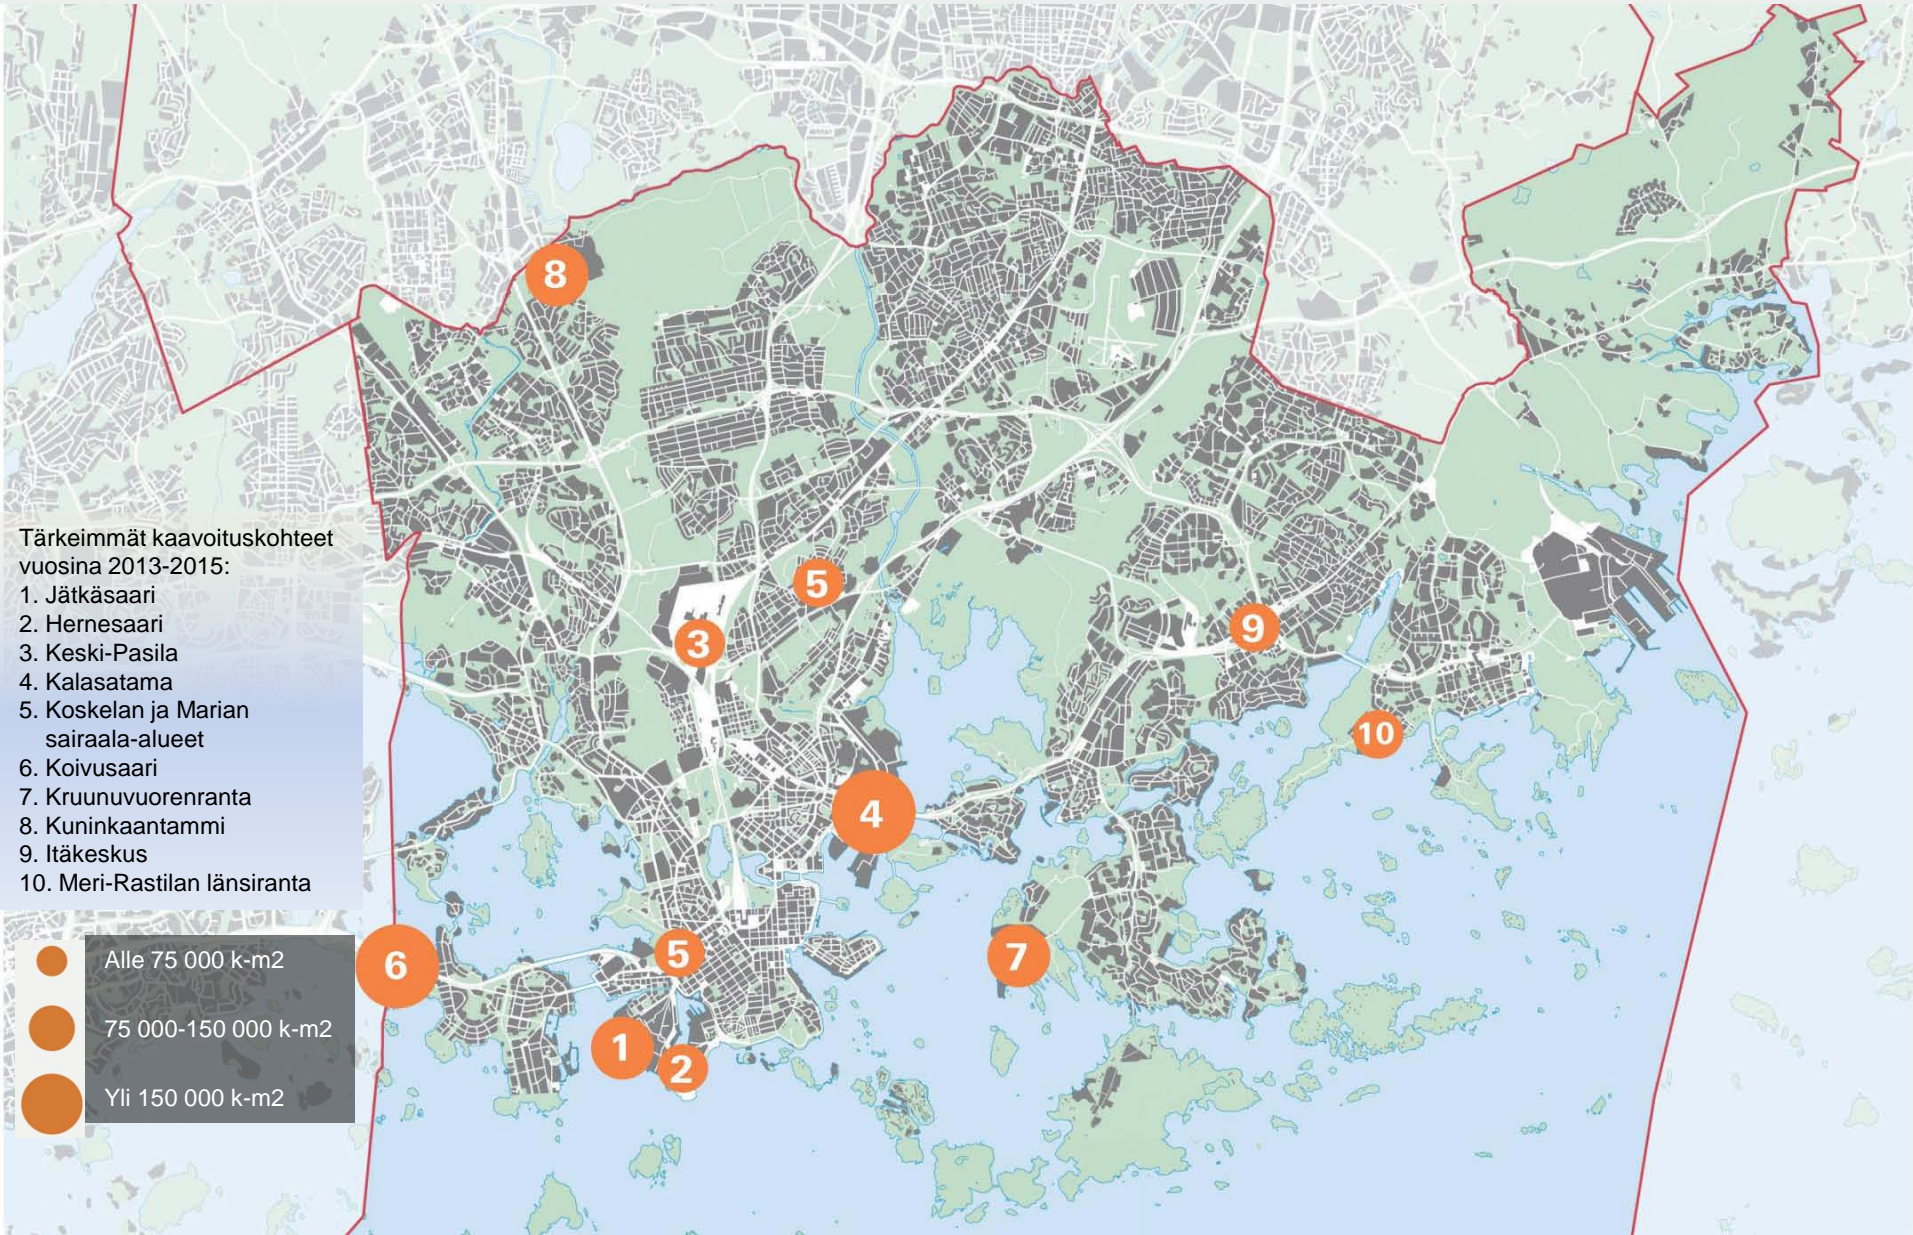 8
5
3
9
10
4
5
7
6
1
2
Tärkeimmät kaavoituskohteet
vuosina 2013-2015:
1. Jätkäsaari
2. Hernesaari
3. Keski-Pasila
4. Kalasatama
5. Koskelan ja Marian
sairaala-alueet
6. Koivusaari
7. Kruunuvuorenranta
8. Kuninkaantammi
9. Itäkeskus
10. Meri-Rastilan länsiranta
Alle 75 000 k-m2
75 000-150 000 k-m2
Yli 150 000 k-m2